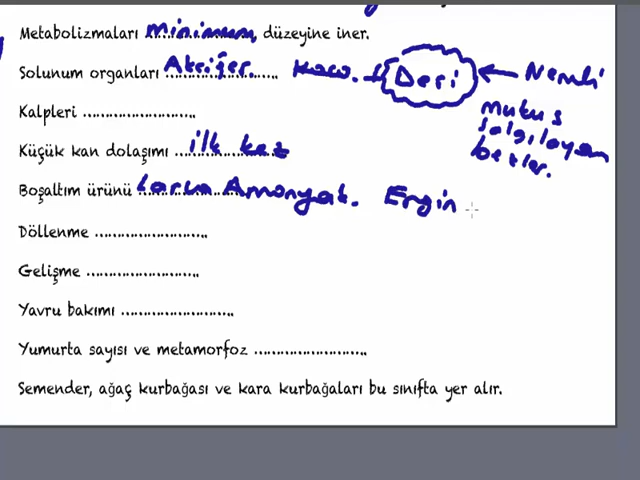 Metabolizmaları minimum düzeyine iner.
Solunum organları Akciğer. Deri Nemli
Kalpleri ...........................
mukus
salgılayan
bezler.
Küçük kan dolaşımı ilk kez
Boşaltım ürünü Larva Amonyak. Ergin
Döllenme ...........................
Gelişme ...........................
Yavru bakımı ...........................
Yumurta sayısı ve metamorfoz ...........................
Semender, ağaç kurbağası ve kara kurbağaları bu sınıfta yer alır.